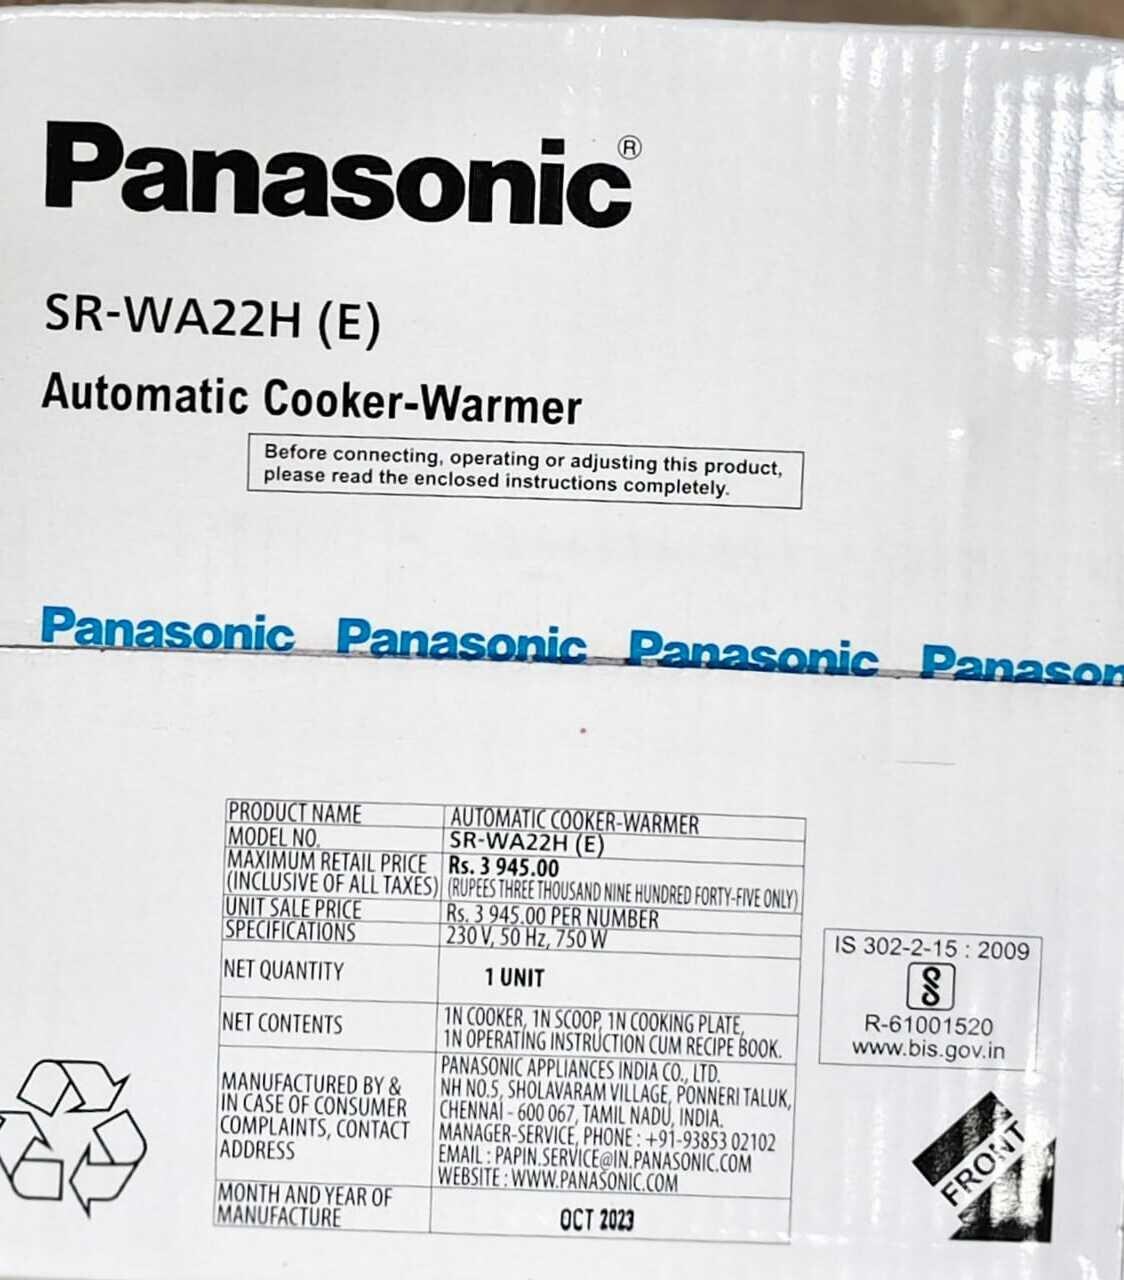 Panasonic®
SR-WA22H (E)
Automatic Cooker-Warmer
Before connecting, operating or adjusting this product,
please read the enclosed instructions completely.
Panasonic Panasonic Panasonic Panason
PRODUCT NAME AUTOMATIC COOKER-WARMER
MODEL NO. SR-WA22H (E)
MAXIMUM RETAIL PRICE Rs. 3 945.00
(INCLUSIVE OF ALL TAXES) (RUPEES THREE THOUSAND NINE HUNDRED FORTY-FIVE ONLY)
UNIT SALE PRICE Rs. 3 945.00 PER NUMBER
SPECIFICATIONS 230 V, 50 Hz, 750 W
NET QUANTITY 1 UNIT
NET CONTENTS 1N COOKER, 1N SCOOP, 1N COOKING PLATE,
1N OPERATING INSTRUCTION CUM RECIPE BOOK.
MANUFACTURED BY &
IN CASE OF CONSUMER
COMPLAINTS, CONTACT
ADDRESS
PANASONIC APPLIANCES INDIA CO., LTD.
NH NO.5, SHOLAVARAM VILLAGE, PONNERI TALUK,
CHENNAI - 600 067, TAMIL NADU, INDIA.
MANAGER-SERVICE, PHONE : +91-93853 02102
EMAIL : PAPIN.SERVICE@IN.PANASONIC.COM
WEBSITE : WWW.PANASONIC.COM
MONTH AND YEAR OF
MANUFACTURE
OCT 2023
IS 302-2-15 : 2009
R-61001520
www.bis.gov.in
FRONT